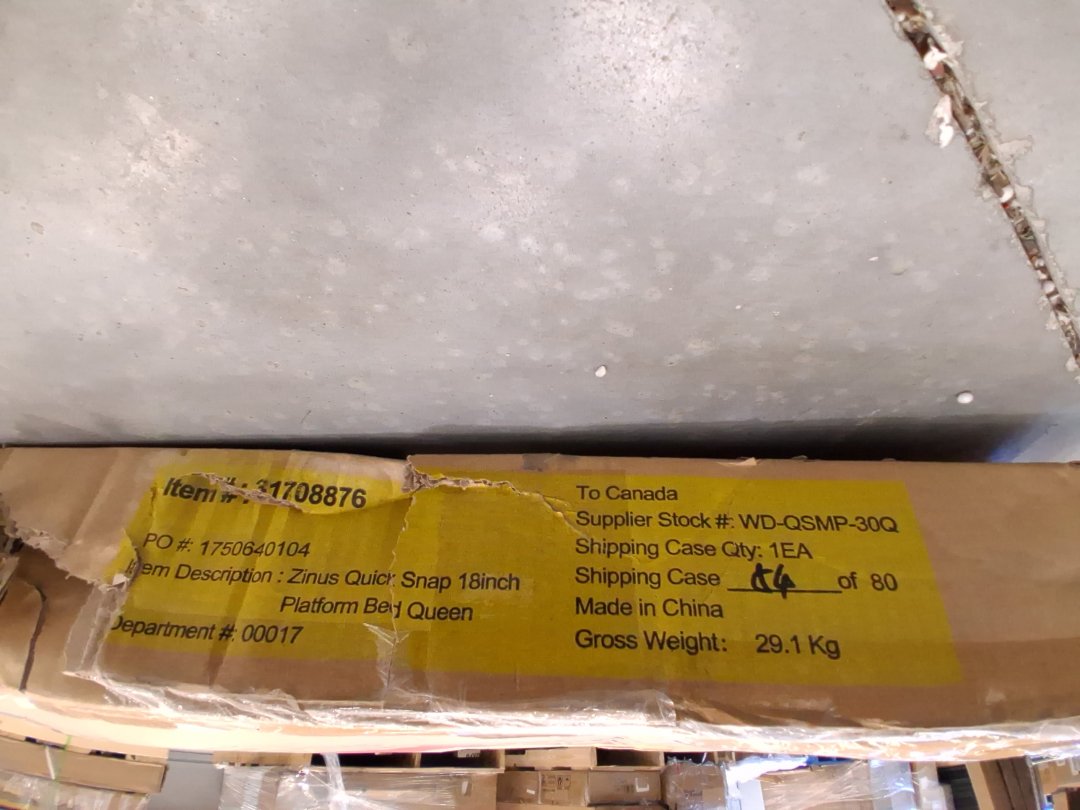 Item #: 31708876
PO #: 1750640104
Item Description : Zinus Quick Snap 18inch
Platform Bed Queen
Department #: 00017
To Canada
Supplier Stock #: WD-QSMP-30Q
Shipping Case Qty: 1EA
Shipping Case 54 of 80
Made in China
Gross Weight: 29.1 Kg